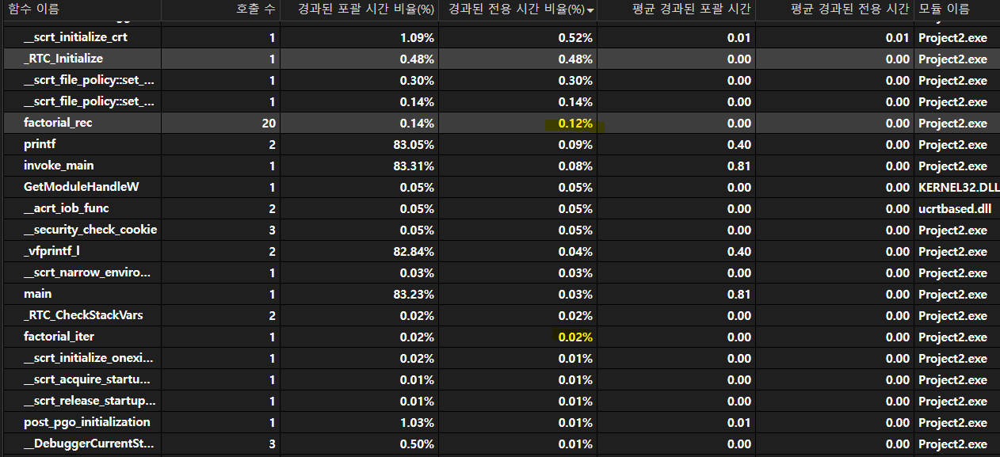 함수 이름 호출 수 경과된 포괄 시간 비율(%) 경과된 전용 시간 비율(%) 평균 경과된 포괄 시간 평균 경과된 전용 시간 모듈 이름
__scrt_initialize_crt 1 1.09% 0.52% 0.01 0.01 Project2.exe
_RTC_Initialize 1 0.48% 0.48% 0.00 0.00 Project2.exe
__scrt_file_policy::set_... 1 0.30% 0.30% 0.00 0.00 Project2.exe
__scrt_file_policy::set_... 1 0.14% 0.14% 0.00 0.00 Project2.exe
factorial_rec 20 0.14% 0.12% 0.00 0.00 Project2.exe
printf 2 83.05% 0.09% 0.40 0.00 Project2.exe
invoke_main 1 83.31% 0.08% 0.81 0.00 Project2.exe
GetModuleHandleW 1 0.05% 0.05% 0.00 0.00 KERNEL32.DLL
__acrt_iob_func 2 0.05% 0.05% 0.00 0.00 ucrtbased.dll
__security_check_cookie 3 0.05% 0.05% 0.00 0.00 Project2.exe
_vfprintf_l 2 82.84% 0.04% 0.40 0.00 Project2.exe
__scrt_narrow_enviro... 1 0.03% 0.03% 0.00 0.00 Project2.exe
main 1 83.23% 0.03% 0.81 0.00 Project2.exe
_RTC_CheckStackVars 2 0.02% 0.02% 0.00 0.00 Project2.exe
factorial_iter 1 0.02% 0.02% 0.00 0.00 Project2.exe
__scrt_initialize_onexi... 1 0.02% 0.01% 0.00 0.00 Project2.exe
__scrt_acquire_startu... 1 0.01% 0.01% 0.00 0.00 Project2.exe
__scrt_release_startup... 1 0.01% 0.01% 0.00 0.00 Project2.exe
post_pgo_initialization 1 1.03% 0.01% 0.01 0.00 Project2.exe
__DebuggerCurrentSt... 3 0.50% 0.01% 0.00 0.00 Project2.exe